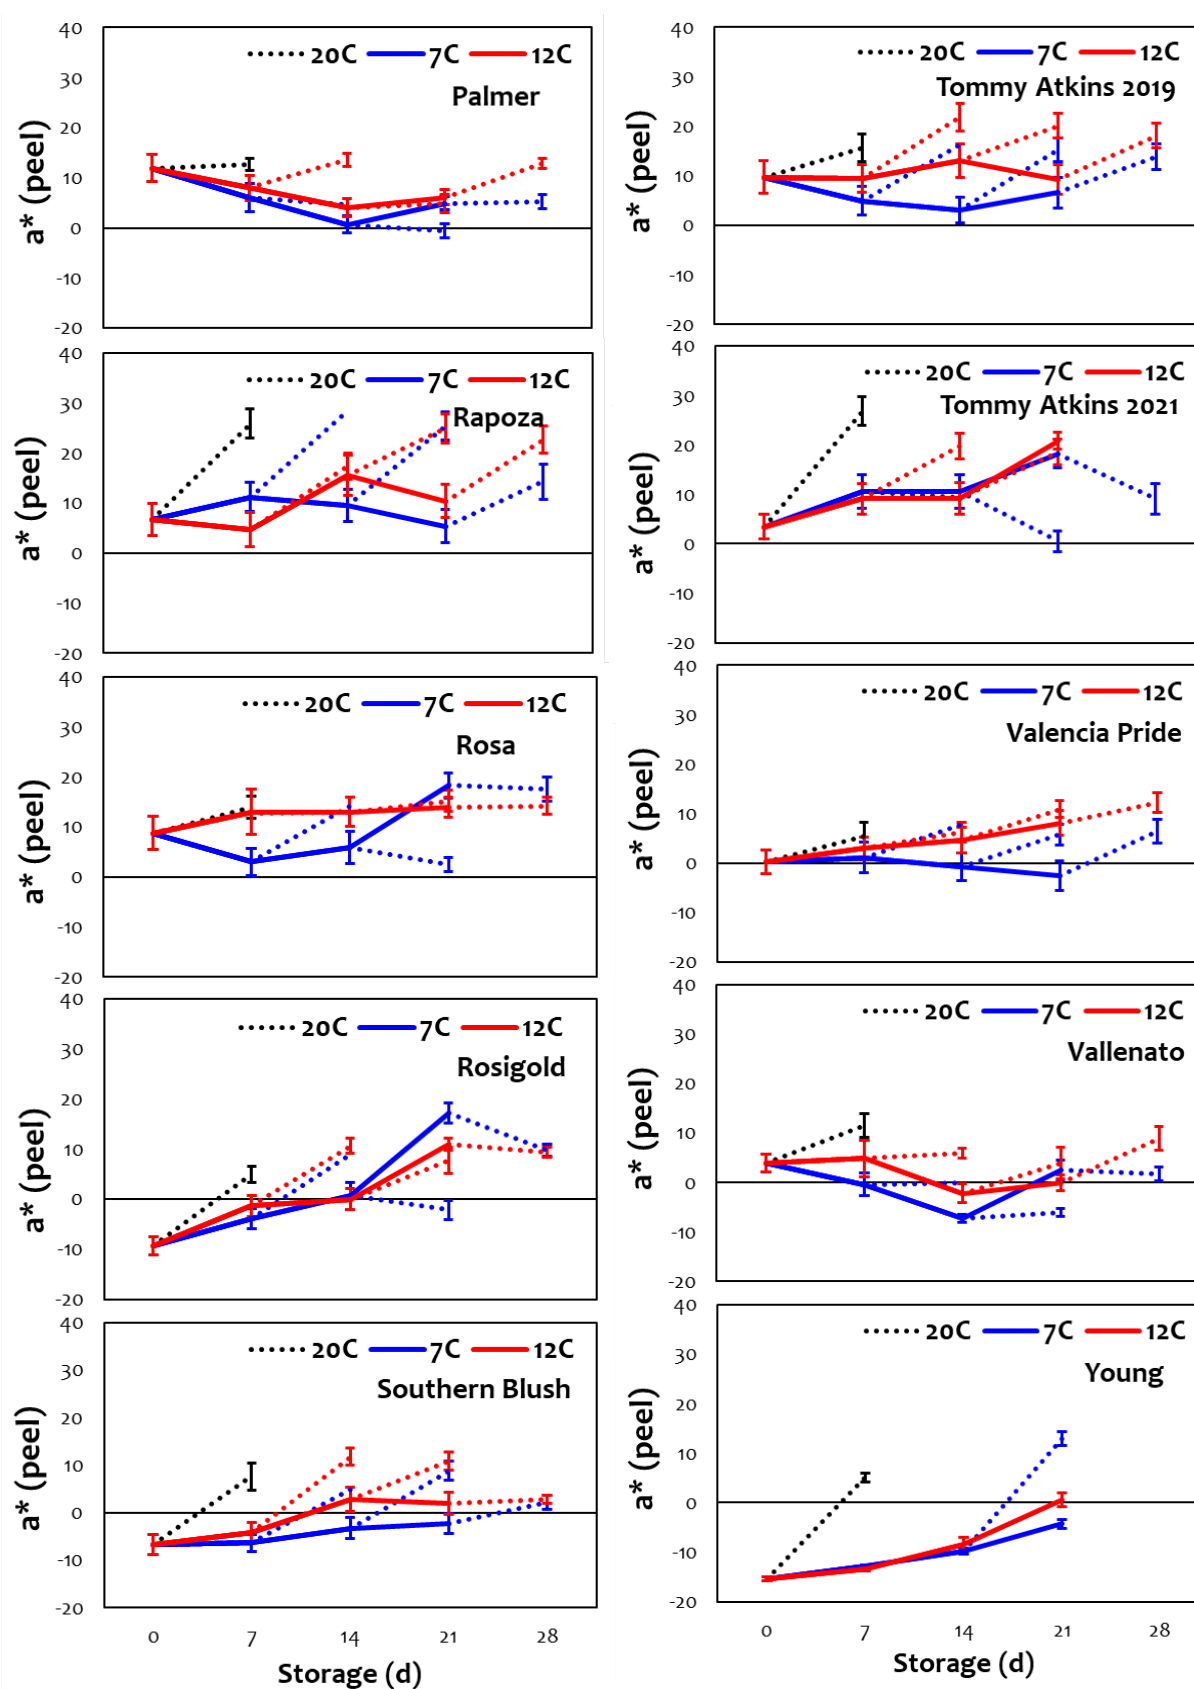 40
30
20
10
0
-10
-20
a* (peel)
20C 7C 12C
Palmer
40
30
20
10
0
-10
-20
a* (peel)
20C 7C 12C
Tommy Atkins 2019
40
30
20
10
0
-10
-20
a* (peel)
20C 7C 12C
Rapoza
40
30
20
10
0
-10
-20
a* (peel)
20C 7C 12C
Tommy Atkins 2021
40
30
20
10
0
-10
-20
a* (peel)
20C 7C 12C
Rosa
40
30
20
10
0
-10
-20
a* (peel)
20C 7C 12C
Valencia Pride
40
30
20
10
0
-10
-20
a* (peel)
20C 7C 12C
Rosigold
40
30
20
10
0
-10
-20
a* (peel)
20C 7C 12C
Vallenato
40
30
20
10
0
-10
-20
a* (peel)
20C 7C 12C
Southern Blush
0 7 14 21 28
Storage (d)
40
30
20
10
0
-10
-20
a* (peel)
20C 7C 12C
Young
0 7 14 21 28
Storage (d)